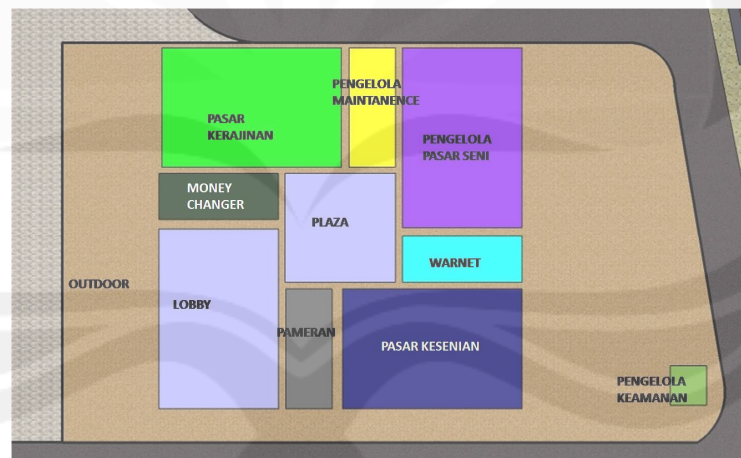 PENGELOLA
MAINTANENCE
PASAR
KERAJINAN
PENGELOLA
PASAR SENI
MONEY
CHANGER
PLAZA
WARNET
OUTDOOR
LOBBY
PAMERAN
PASAR KESENIAN
PENGELOLA
KEAMANAN